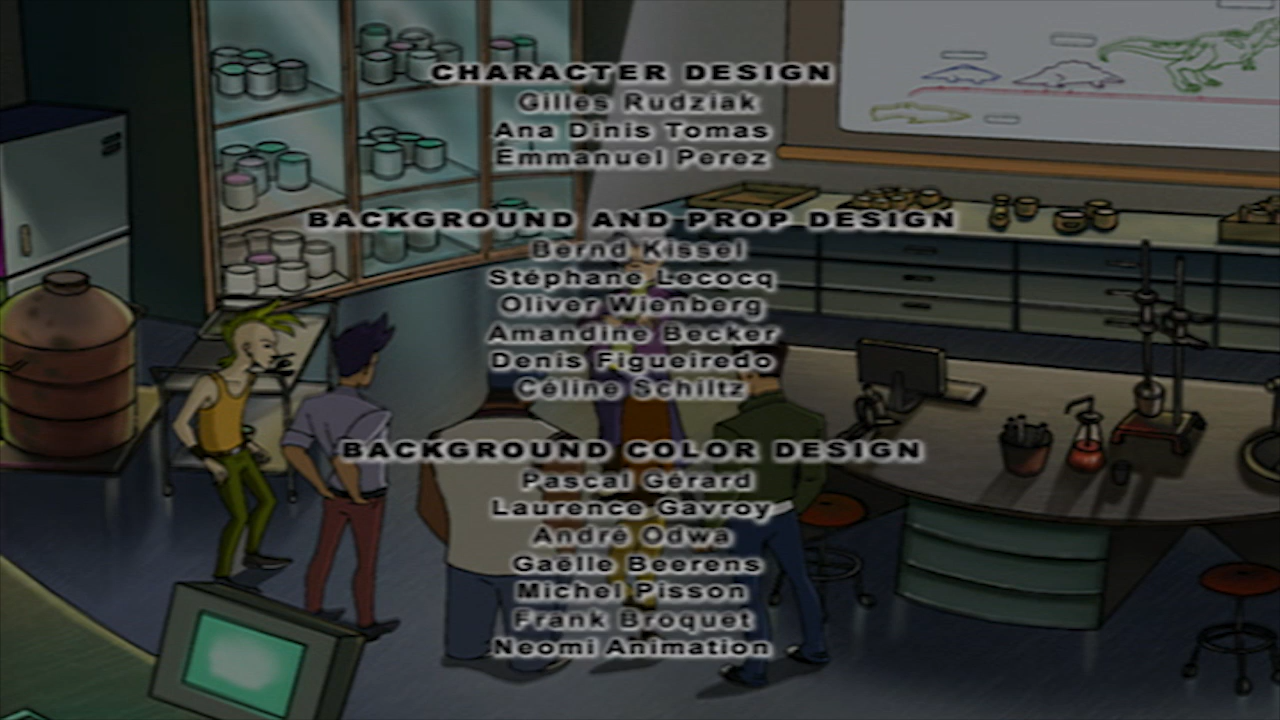 CHARACTER DESIGN
Gilles Rudziak
Ana Dinis Tomas
Emmanuel Perez
BACKGROUND AND PROP DESIGN
Bernd Kissel
Stéphane Lecocq
Oliver Wienberg
Amandine Becker
Denis Figueiredo
Céline Schiltz
BACKGROUND COLOR DESIGN
Pascal Gérard
Laurence Gavroy
André Odwa
Gaëlle Beerens
Michel Pisson
Frank Broquet
Neomi Animation